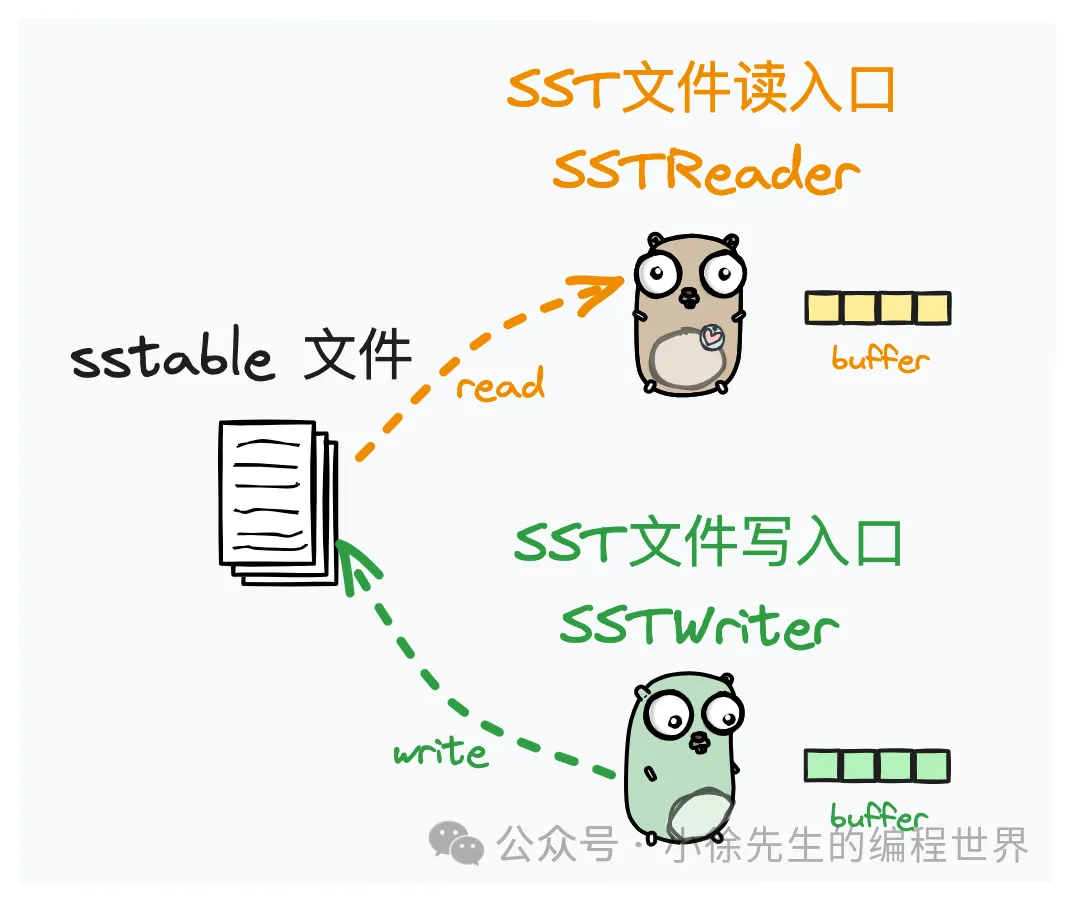 SST文件读入口
SSTReader
sstable 文件
read
buffer
SST文件写入口
SSTWriter
write
buffer
公众号 · 小徐先生的编程世界